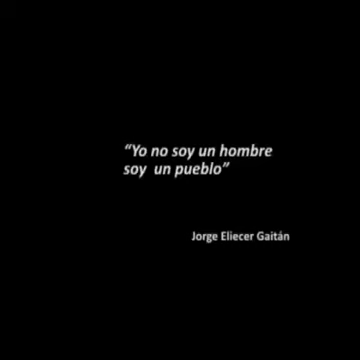 “Yo no soy un hombre
soy un pueblo”
Jorge Eliecer Gaitán